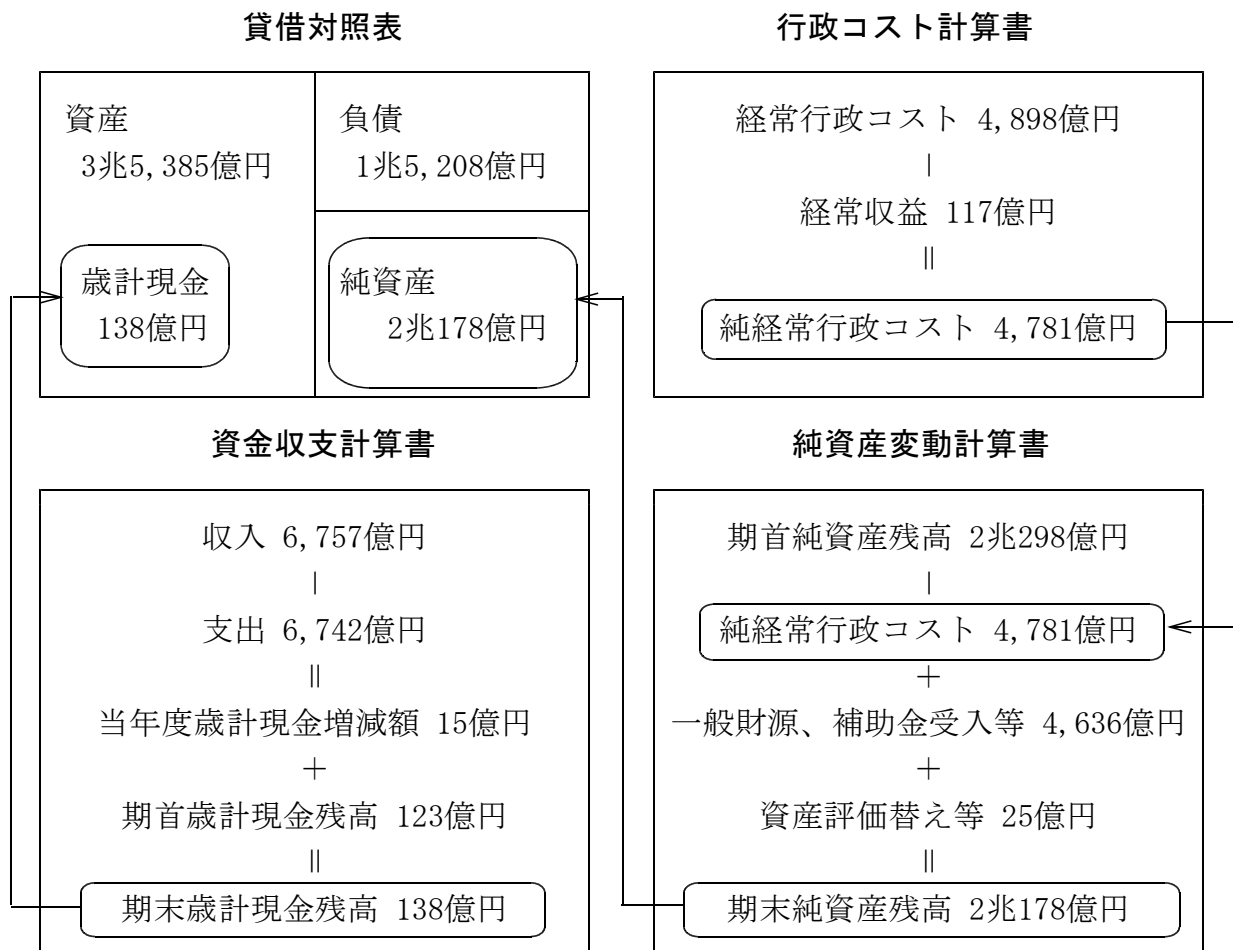 貸借対照表
資産
3兆5,385億円
負債
1兆5,208億円
歳計現金
138億円
純資産
2兆178億円
行政コスト計算書
経常行政コスト 4,898億円
－
経常収益 117億円
＝
純経常行政コスト 4,781億円
資金収支計算書
収入 6,757億円
－
支出 6,742億円
＝
当年度歳計現金増減額 15億円
＋
期首歳計現金残高 123億円
＝
期末歳計現金残高 138億円
純資産変動計算書
期首純資産残高 2兆298億円
－
純経常行政コスト 4,781億円
＋
一般財源、補助金受入等 4,636億円
＋
資産評価替え等 25億円
＝
期末純資産残高 2兆178億円